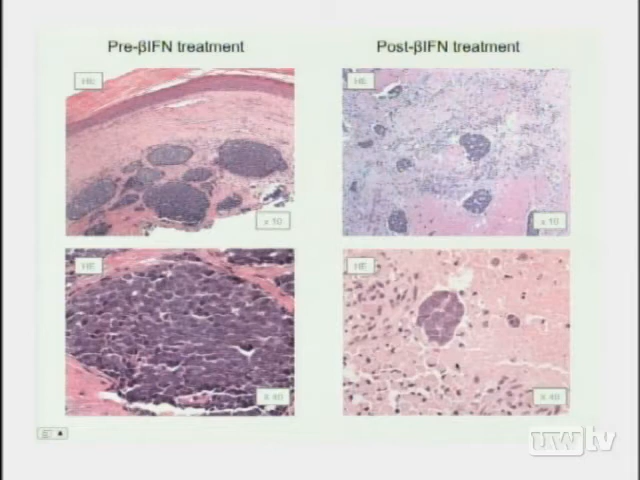 Pre-βIFN treatment
Post-βIFN treatment
HE
HE
x 10
x 10
HE
HE
x 40
x 40
uwtv